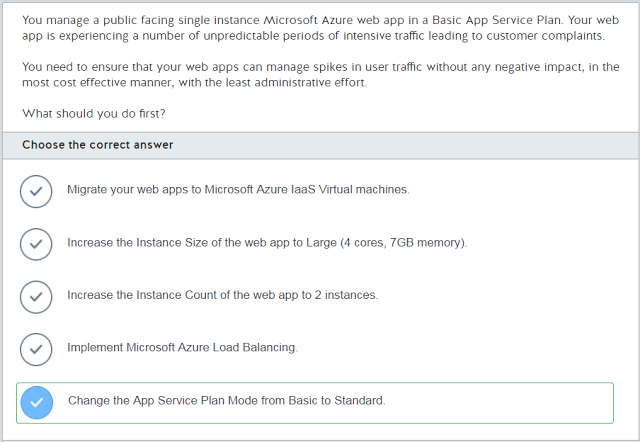 You manage a public facing single instance Microsoft Azure web app in a Basic App Service Plan. Your web
app is experiencing a number of unpredictable periods of intensive traffic leading to customer complaints.
You need to ensure that your web apps can manage spikes in user traffic without any negative impact, in the
most cost effective manner, with the least administrative effort.
What should you do first?
Choose the correct answer
Migrate your web apps to Microsoft Azure IaaS Virtual machines.
Increase the Instance Size of the web app to Large (4 cores, 7GB memory).
Increase the Instance Count of the web app to 2 instances.
Implement Microsoft Azure Load Balancing.
Change the App Service Plan Mode from Basic to Standard.